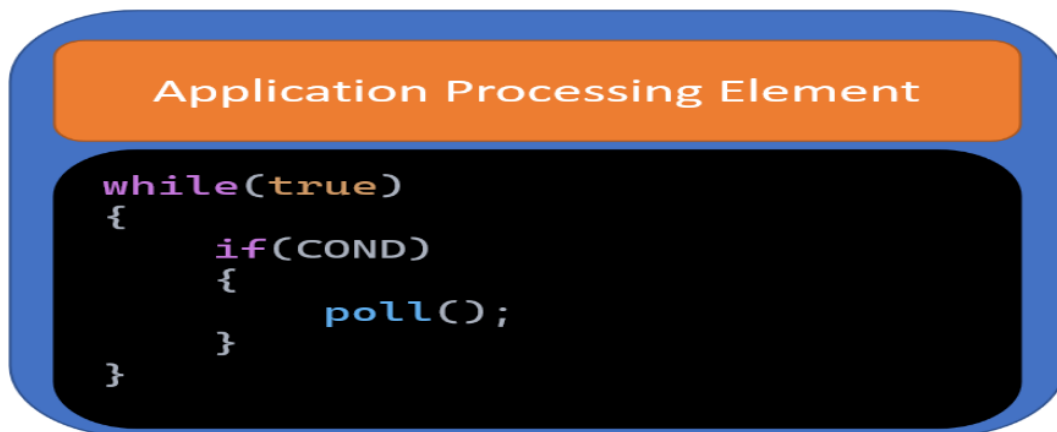 Application Processing Element
while(true)
{
if(COND)
{
poll();
}
}